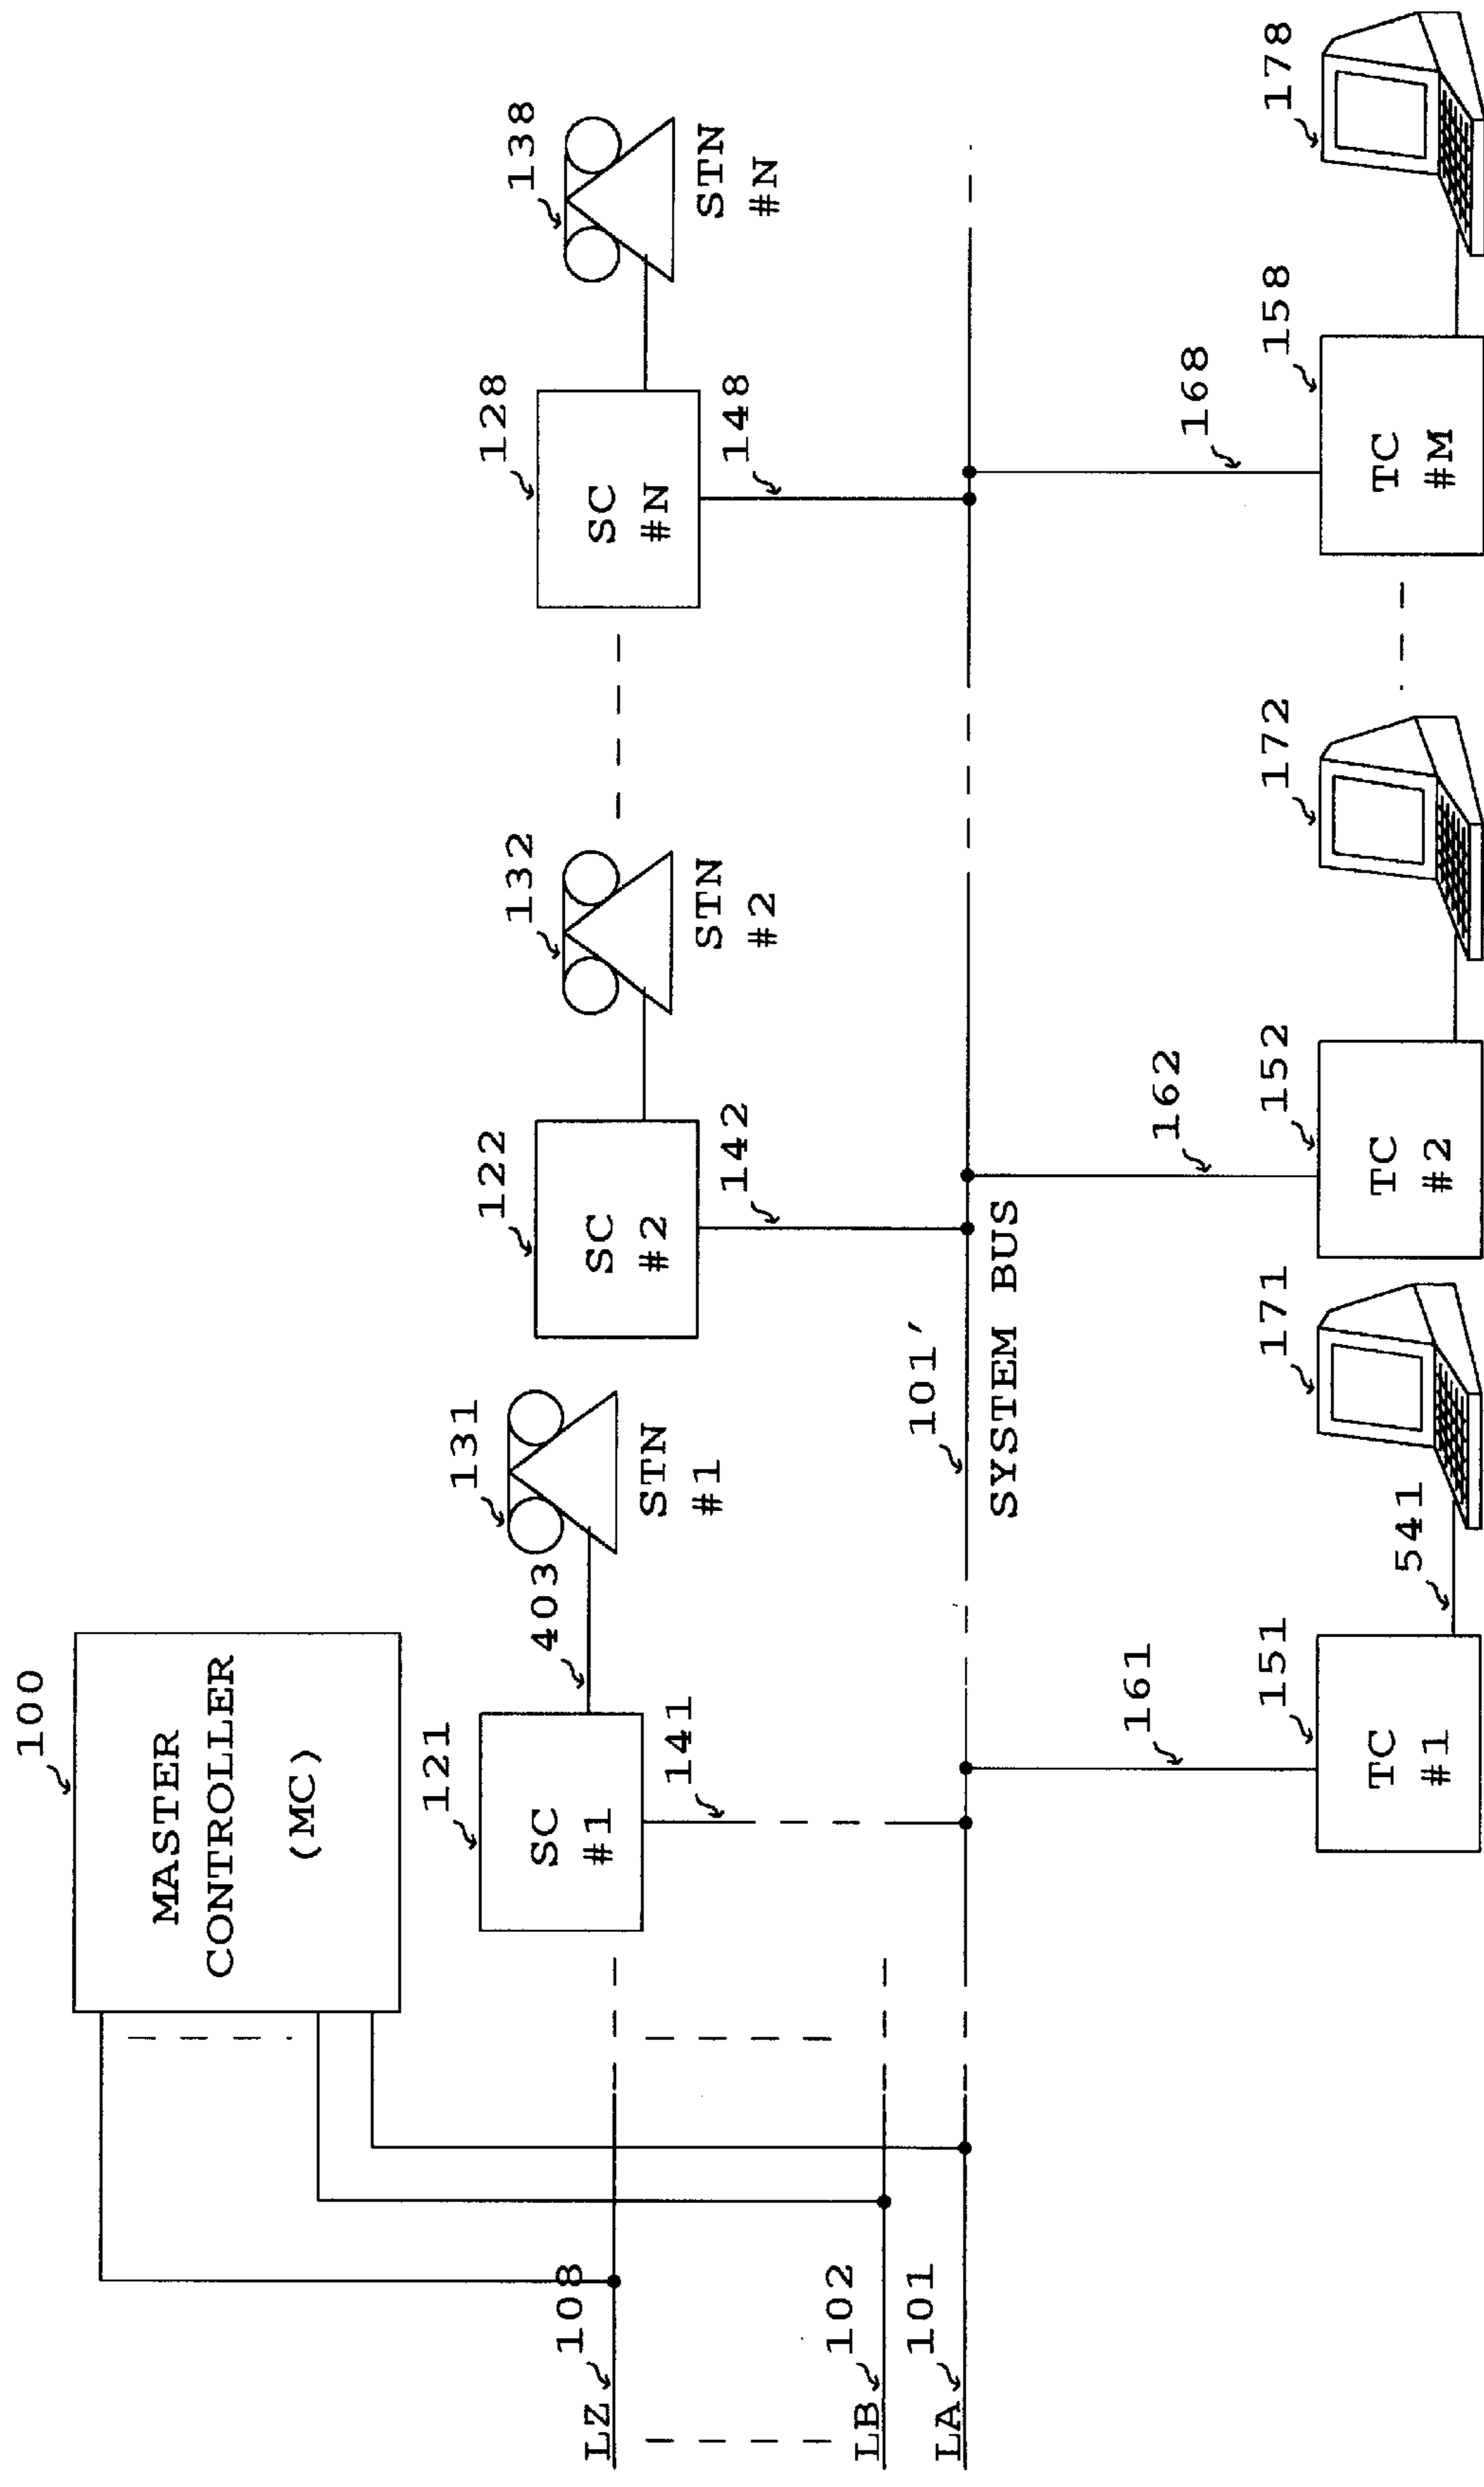 100
MASTER
CONTROLLER
(MC)
121
SC
#1
403
131
STN
#1
141
122
SC
#2
132
STN
#2
142
128
SC
#N
138
STN
#N
148
LZ
108
LB
102
LA
101
101'
SYSTEM BUS
161
151
TC
#1
541
171
162
152
TC
#2
172
168
158
TC
#M
178